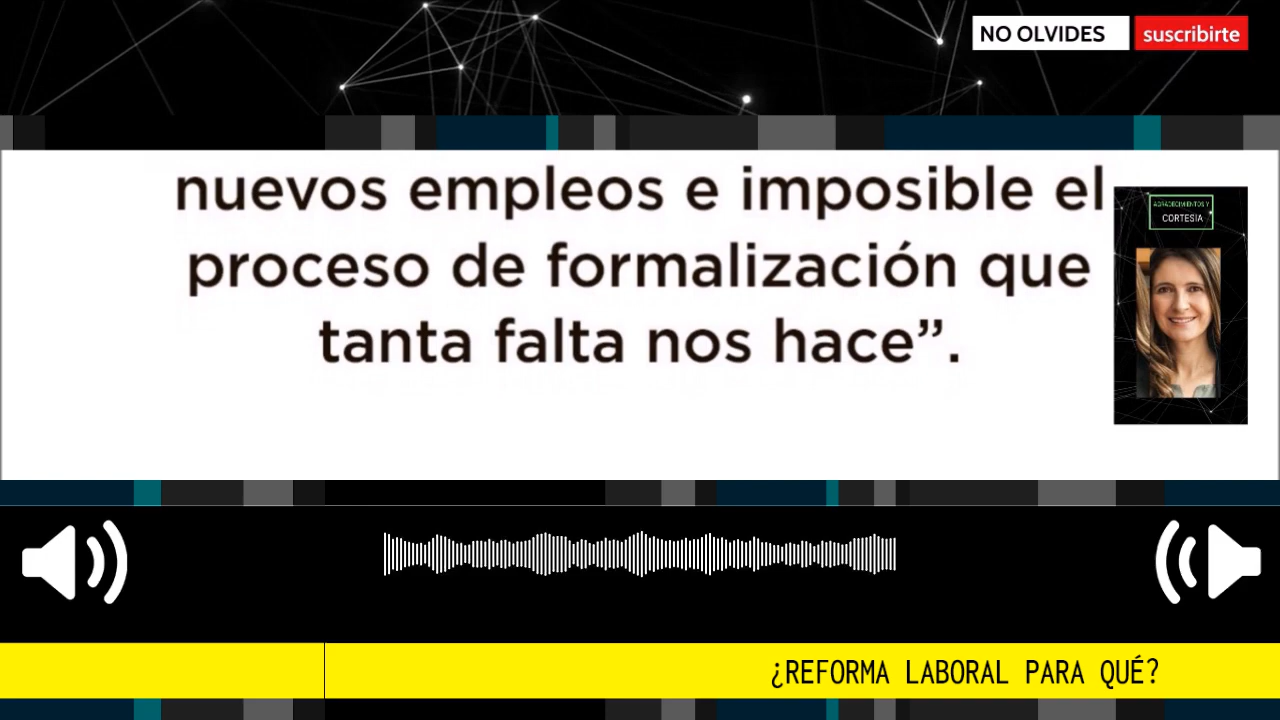 NO OLVIDES suscribirte
nuevos empleos e imposible el
proceso de formalización que
tanta falta nos hace”.
AGRADECIMIENTOS Y
CORTESIA
¿REFORMA LABORAL PARA QUÉ?